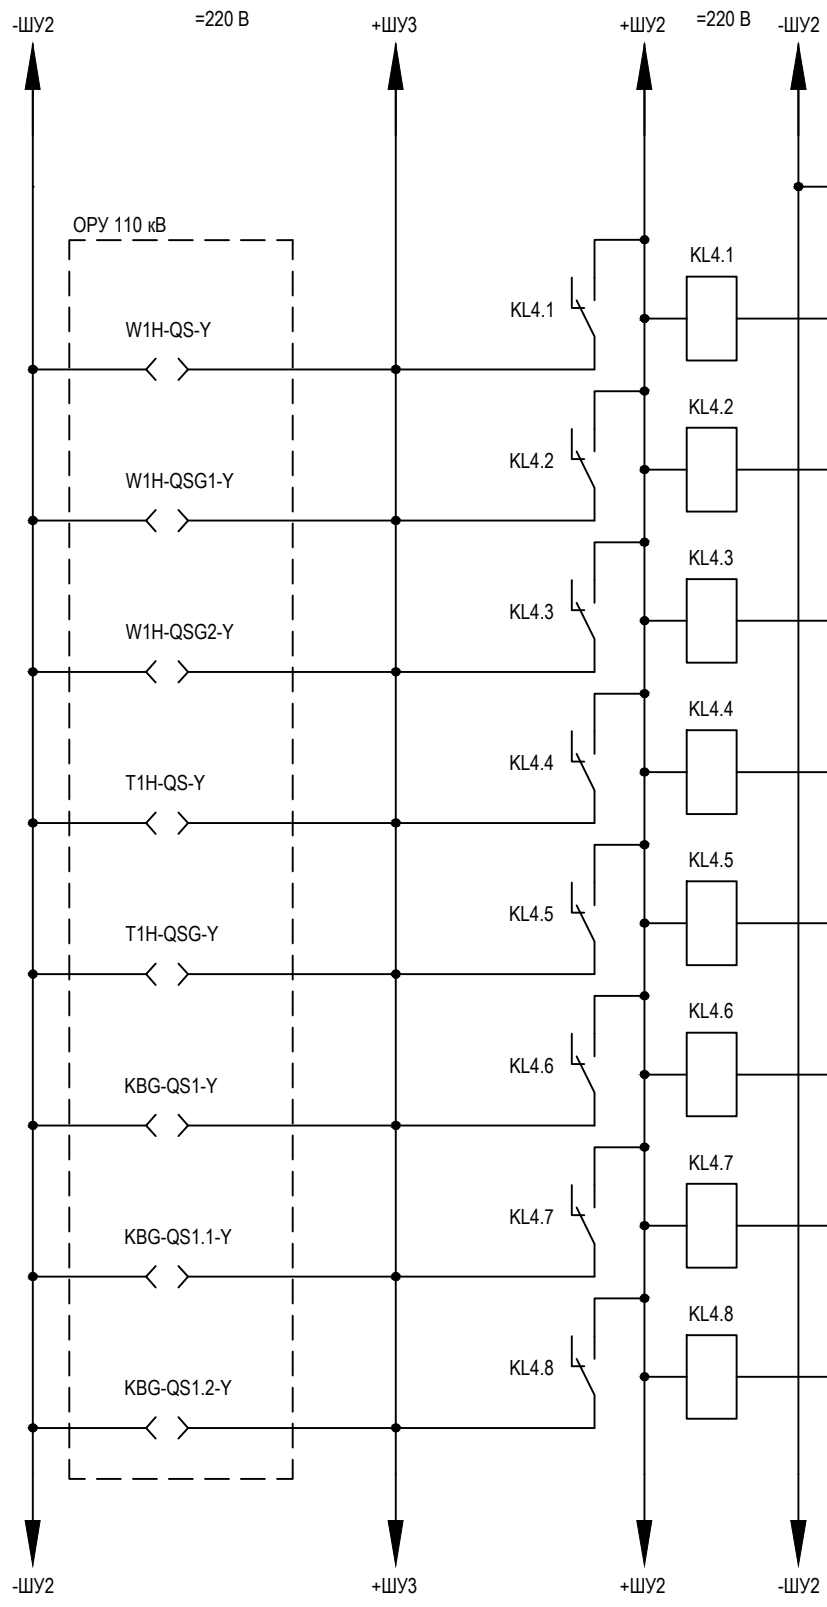 -ШУ2 =220 В +ШУ3 +ШУ2 =220 В -ШУ2
ОРУ 110 кВ
KL4.1
W1H-QS-Y KL4.1
KL4.2
W1H-QSG1-Y KL4.2
KL4.3
W1H-QSG2-Y KL4.3
KL4.4
T1H-QS-Y KL4.4
KL4.5
T1H-QSG-Y KL4.5
KL4.6
KBG-QS1-Y KL4.6
KL4.7
KBG-QS1.1-Y KL4.7
KL4.8
KBG-QS1.2-Y KL4.8
-ШУ2 +ШУ3 +ШУ2 -ШУ2